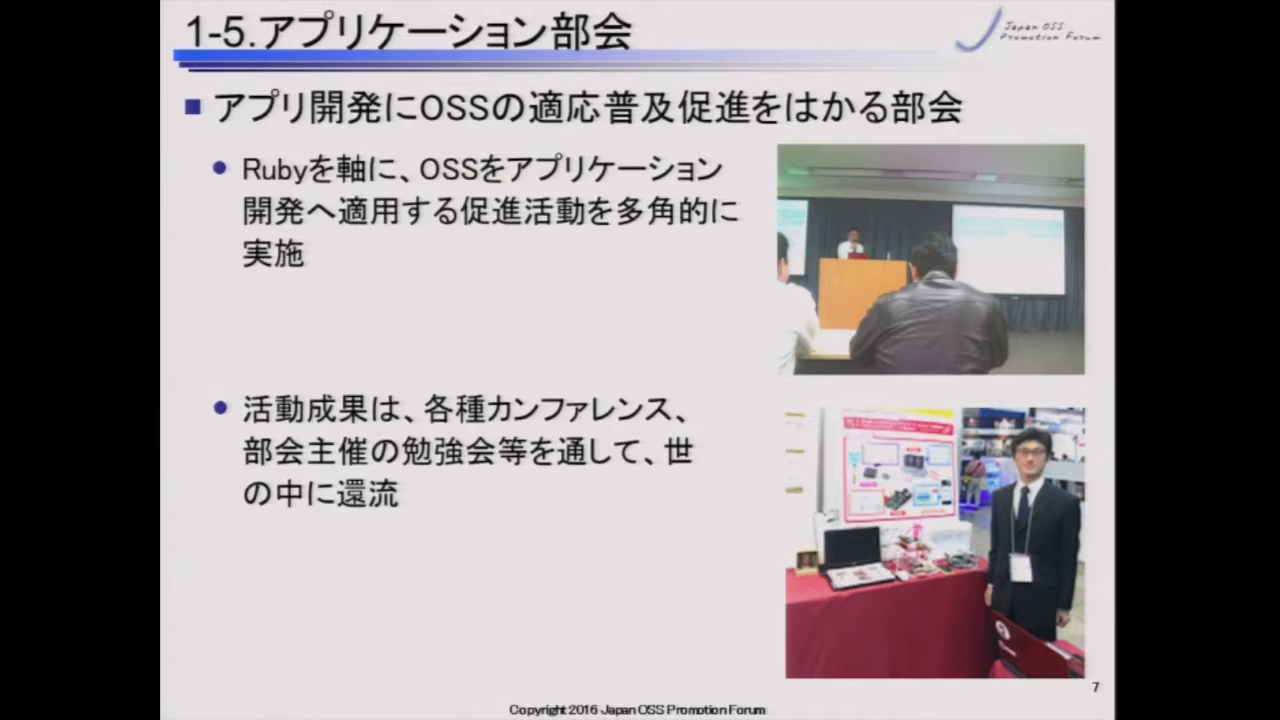 1-5.アプリケーション部会
Japan OSS
Promotion Forum
■ アプリ開発にOSSの適応普及促進をはかる部会
● Rubyを軸に、OSSをアプリケーション
開発へ適用する促進活動を多角的に
実施
● 活動成果は、各種カンファレンス、
部会主催の勉強会等を通して、世
の中に還流
7
Copyright 2016 Japan OSS Promotion Forum